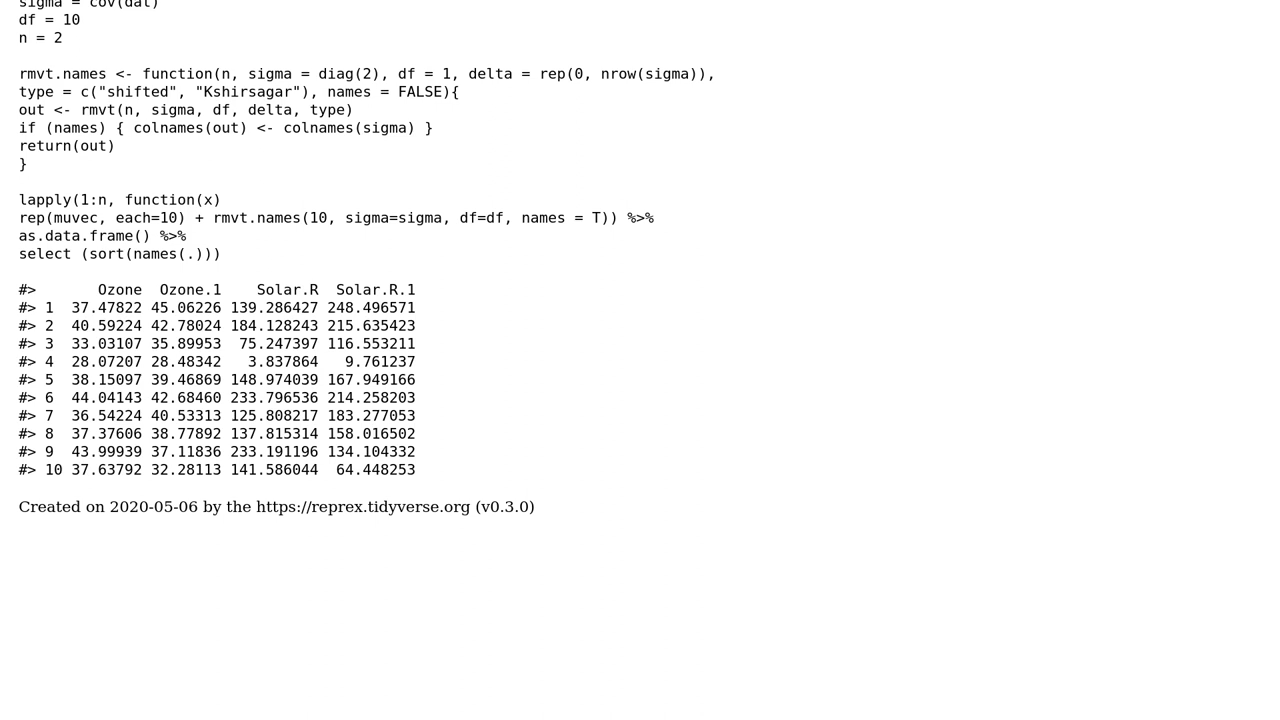 sigma = cov(dat)
df = 10
n = 2
rmvt.names <- function(n, sigma = diag(2), df = 1, delta = rep(0, nrow(sigma)),
type = c("shifted", "Kshirsagar"), names = FALSE){
out <- rmvt(n, sigma, df, delta, type)
if (names) { colnames(out) <- colnames(sigma) }
return(out)
}
lapply(1:n, function(x)
rep(muvec, each=10) + rmvt.names(10, sigma=sigma, df=df, names = T)) %>%
as.data.frame() %>%
select (sort(names(.)))
#>       Ozone  Ozone.1    Solar.R  Solar.R.1
#> 1  37.47822 45.06226 139.286427 248.496571
#> 2  40.59224 42.78024 184.128243 215.635423
#> 3  33.03107 35.89953  75.247397 116.553211
#> 4  28.07207 28.48342   3.837864   9.761237
#> 5  38.15097 39.46869 148.974039 167.949166
#> 6  44.04143 42.68460 233.796536 214.258203
#> 7  36.54224 40.53313 125.808217 183.277053
#> 8  37.37606 38.77892 137.815314 158.016502
#> 9  43.99939 37.11836 233.191196 134.104332
#> 10 37.63792 32.28113 141.586044  64.448253
Created on 2020-05-06 by the https://reprex.tidyverse.org (v0.3.0)